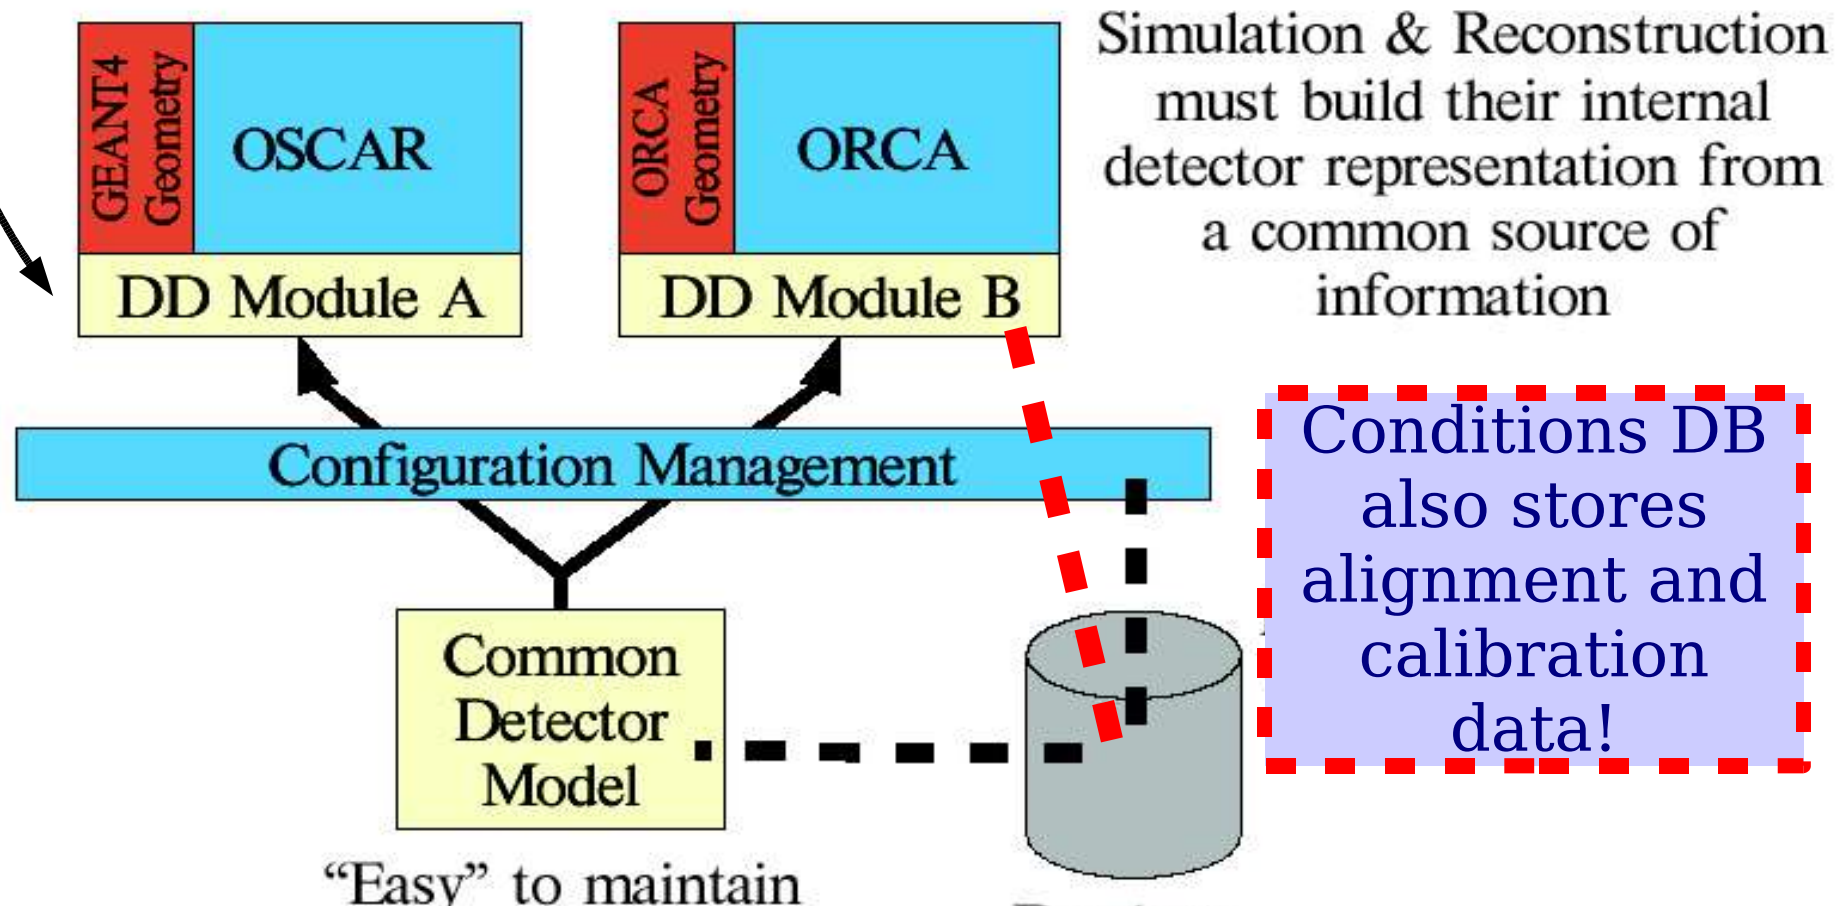 GEANT4
Geometry
OSCAR
DD Module A
ORCA
Geometry
ORCA
DD Module B
Simulation & Reconstruction
must build their internal
detector representation from
a common source of
information
Configuration Management
Conditions DB
also stores
alignment and
calibration
data!
Common
Detector
Model
“Easy” to maintain